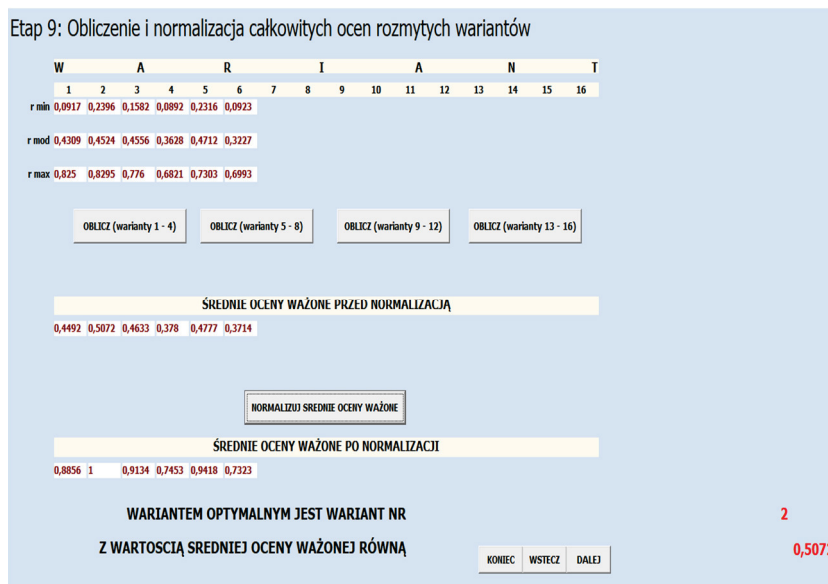 Etap 9: Obliczenie i normalizacja całkowitych ocen rozmytych wariantów
W A R I A N T
1 2 3 4 5 6 7 8 9 10 11 12 13 14 15 16
r min 0,0917 0,2396 0,1582 0,0892 0,2316 0,0923
r mod 0,4309 0,4524 0,4556 0,3628 0,4712 0,3227
r max 0,825 0,8295 0,776 0,6821 0,7303 0,6993
OBLICZ (warianty 1 - 4) OBLICZ (warianty 5 - 8) OBLICZ (warianty 9 - 12) OBLICZ (warianty 13 - 16)
ŚREDNIE OCENY WAŻONE PRZED NORMALIZACJĄ
0,4492 0,5072 0,4633 0,378 0,4777 0,3714
NORMALIZUJ SREDNIE OCENY WAŻONE
ŚREDNIE OCENY WAŻONE PO NORMALIZACJI
0,8856 1 0,9134 0,7453 0,9418 0,7323
WARIANTEM OPTYMALNYM JEST WARIANT NR 2
Z WARTOSCIĄ SREDNIEJ OCENY WAŻONEJ RÓWNĄ
KONIEC WSTECZ DALEJ